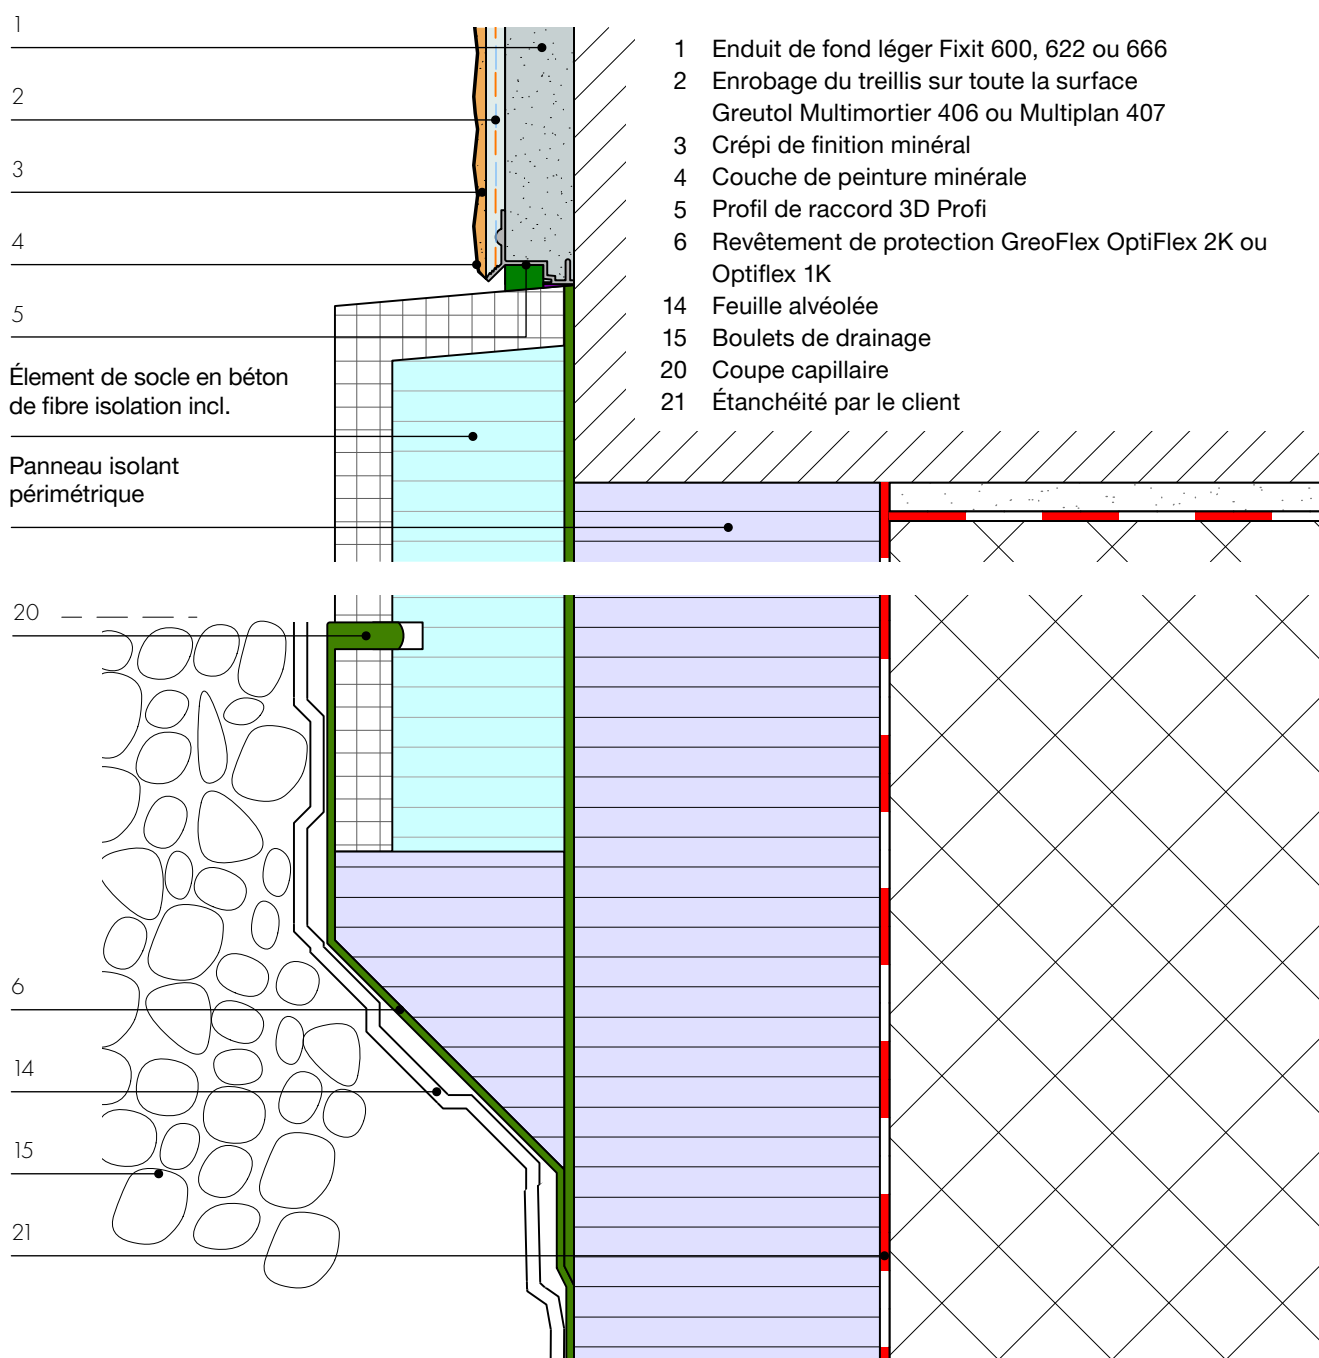 1
2
3
4
5
Élement de socle en béton
de fibre isolation incl.
Panneau isolant
périmétrique
20
6
14
15
21
1 Enduit de fond léger Fixit 600, 622 ou 666
2 Enrobage du treillis sur toute la surface
Greutol Multimortier 406 ou Multiplan 407
3 Crépi de finition minéral
4 Couche de peinture minérale
5 Profil de raccord 3D Profi
6 Revêtement de protection GreoFlex OptiFlex 2K ou
Optiflex 1K
14 Feuille alvéolée
15 Boulets de drainage
20 Coupe capillaire
21 Étanchéité par le client